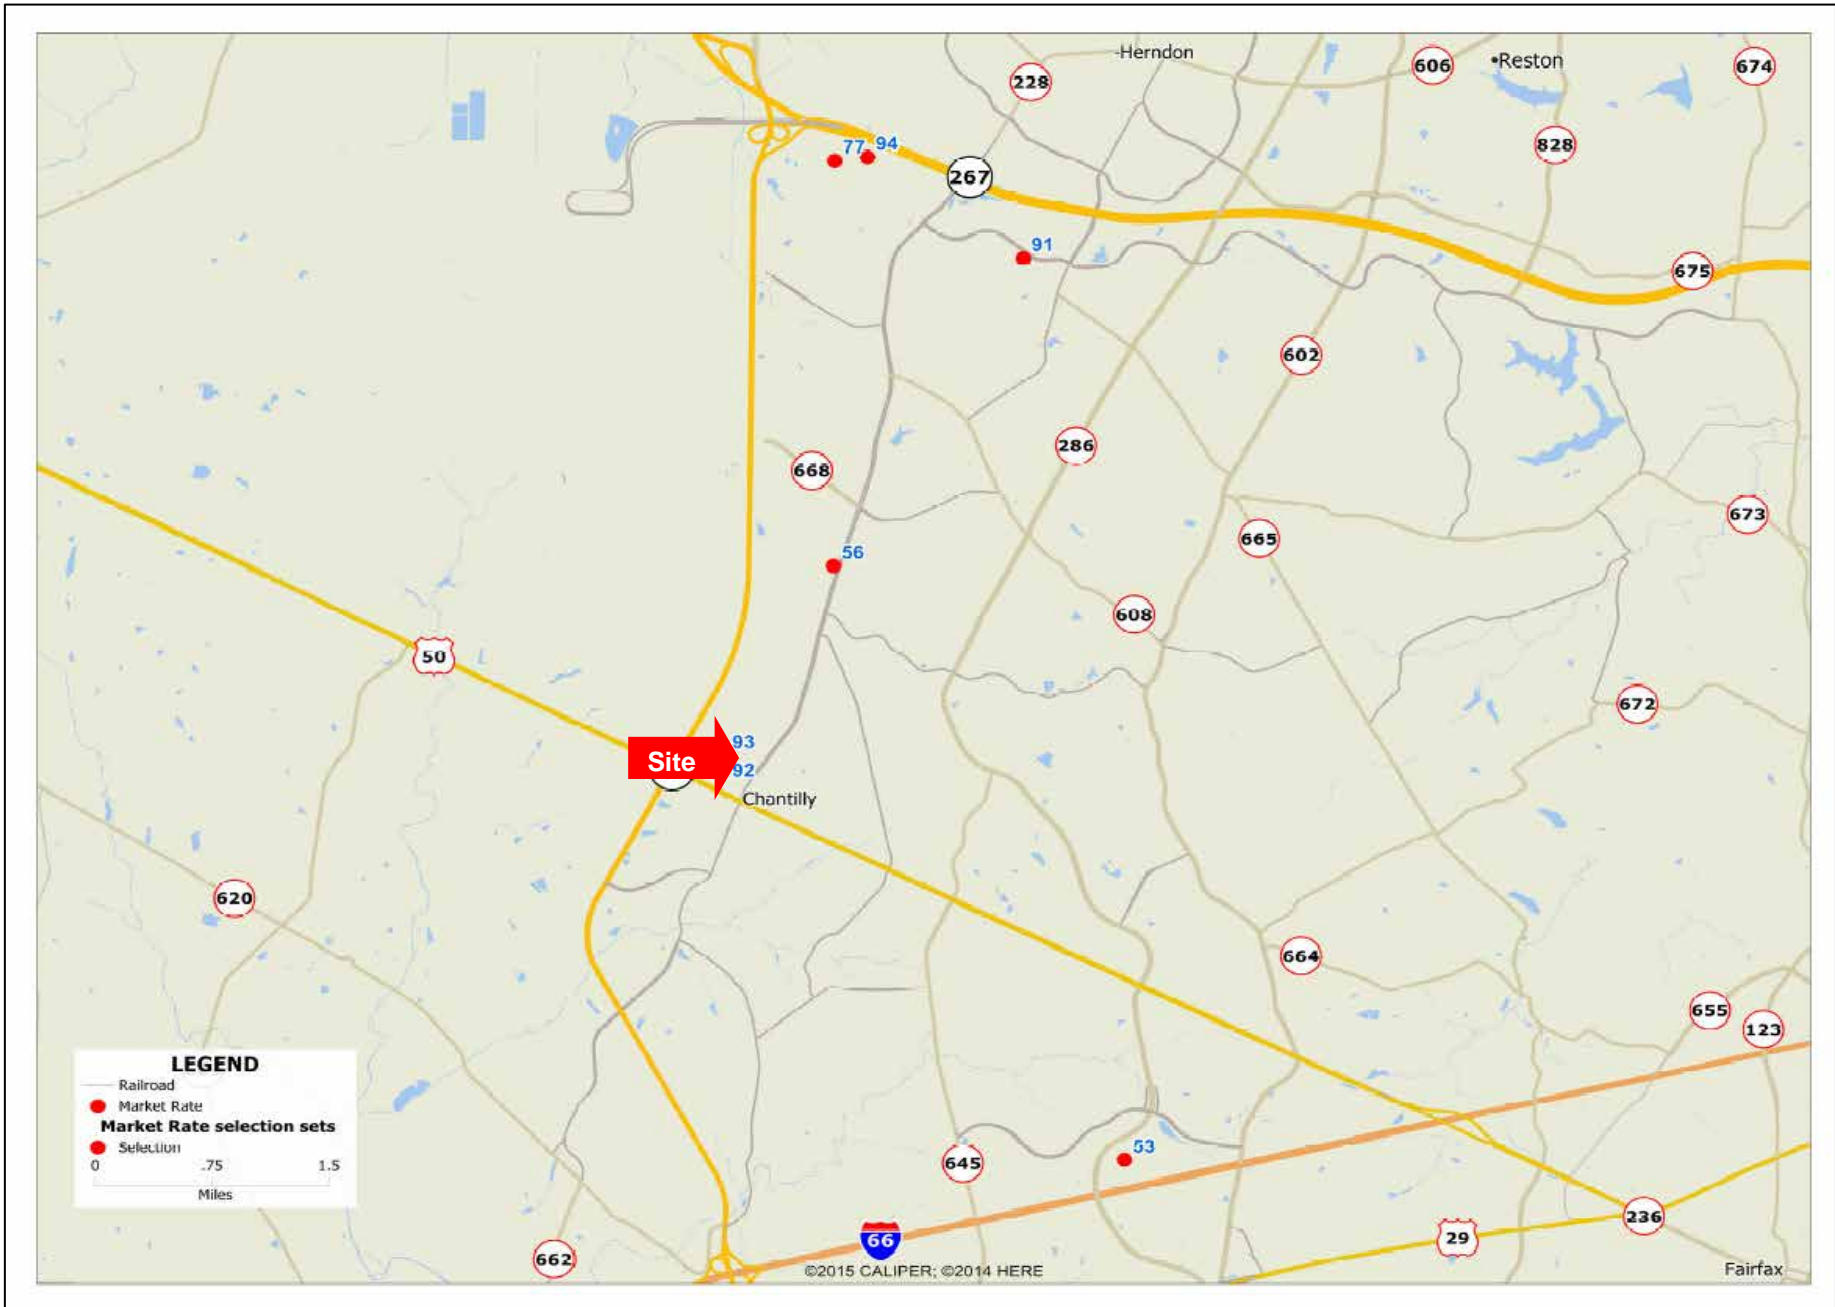 -Herndon
606
•Reston
674
228
828
77
94
267
91
675
602
286
668
673
665
56
608
50
672
93
Site
92
Chantilly
620
664
655
123
LEGEND
Railroad
Market Rate
Market Rate selection sets
Selection
0 .75 1.5
Miles
53
645
236
66
29
662
©2015 CALIPER; ©2014 HERE
Fairfax